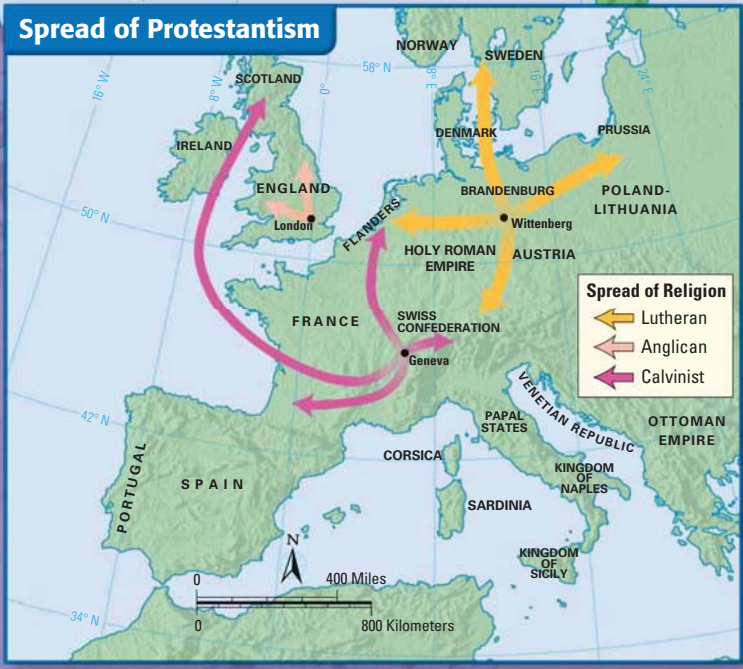 Spread of Protestantism
NORWAY
SWEDEN
58° N
16° W
8° W
0°
8° E
16° E
24° E
SCOTLAND
DENMARK
PRUSSIA
IRELAND
ENGLAND
London
BRANDENBURG
POLAND-
LITHUANIA
50° N
FLANDERS
Wittenberg
HOLY ROMAN
EMPIRE
AUSTRIA
FRANCE
SWISS
CONFEDERATION
Geneva
Spread of Religion
Lutheran
Anglican
Calvinist
VENETIAN REPUBLIC
42° N
PAPAL
STATES
OTTOMAN
EMPIRE
CORSICA
PORTUGAL
SPAIN
KINGDOM
OF
NAPLES
SARDINIA
N
KINGDOM
OF
SICILY
0
400 Miles
0
800 Kilometers
34° N